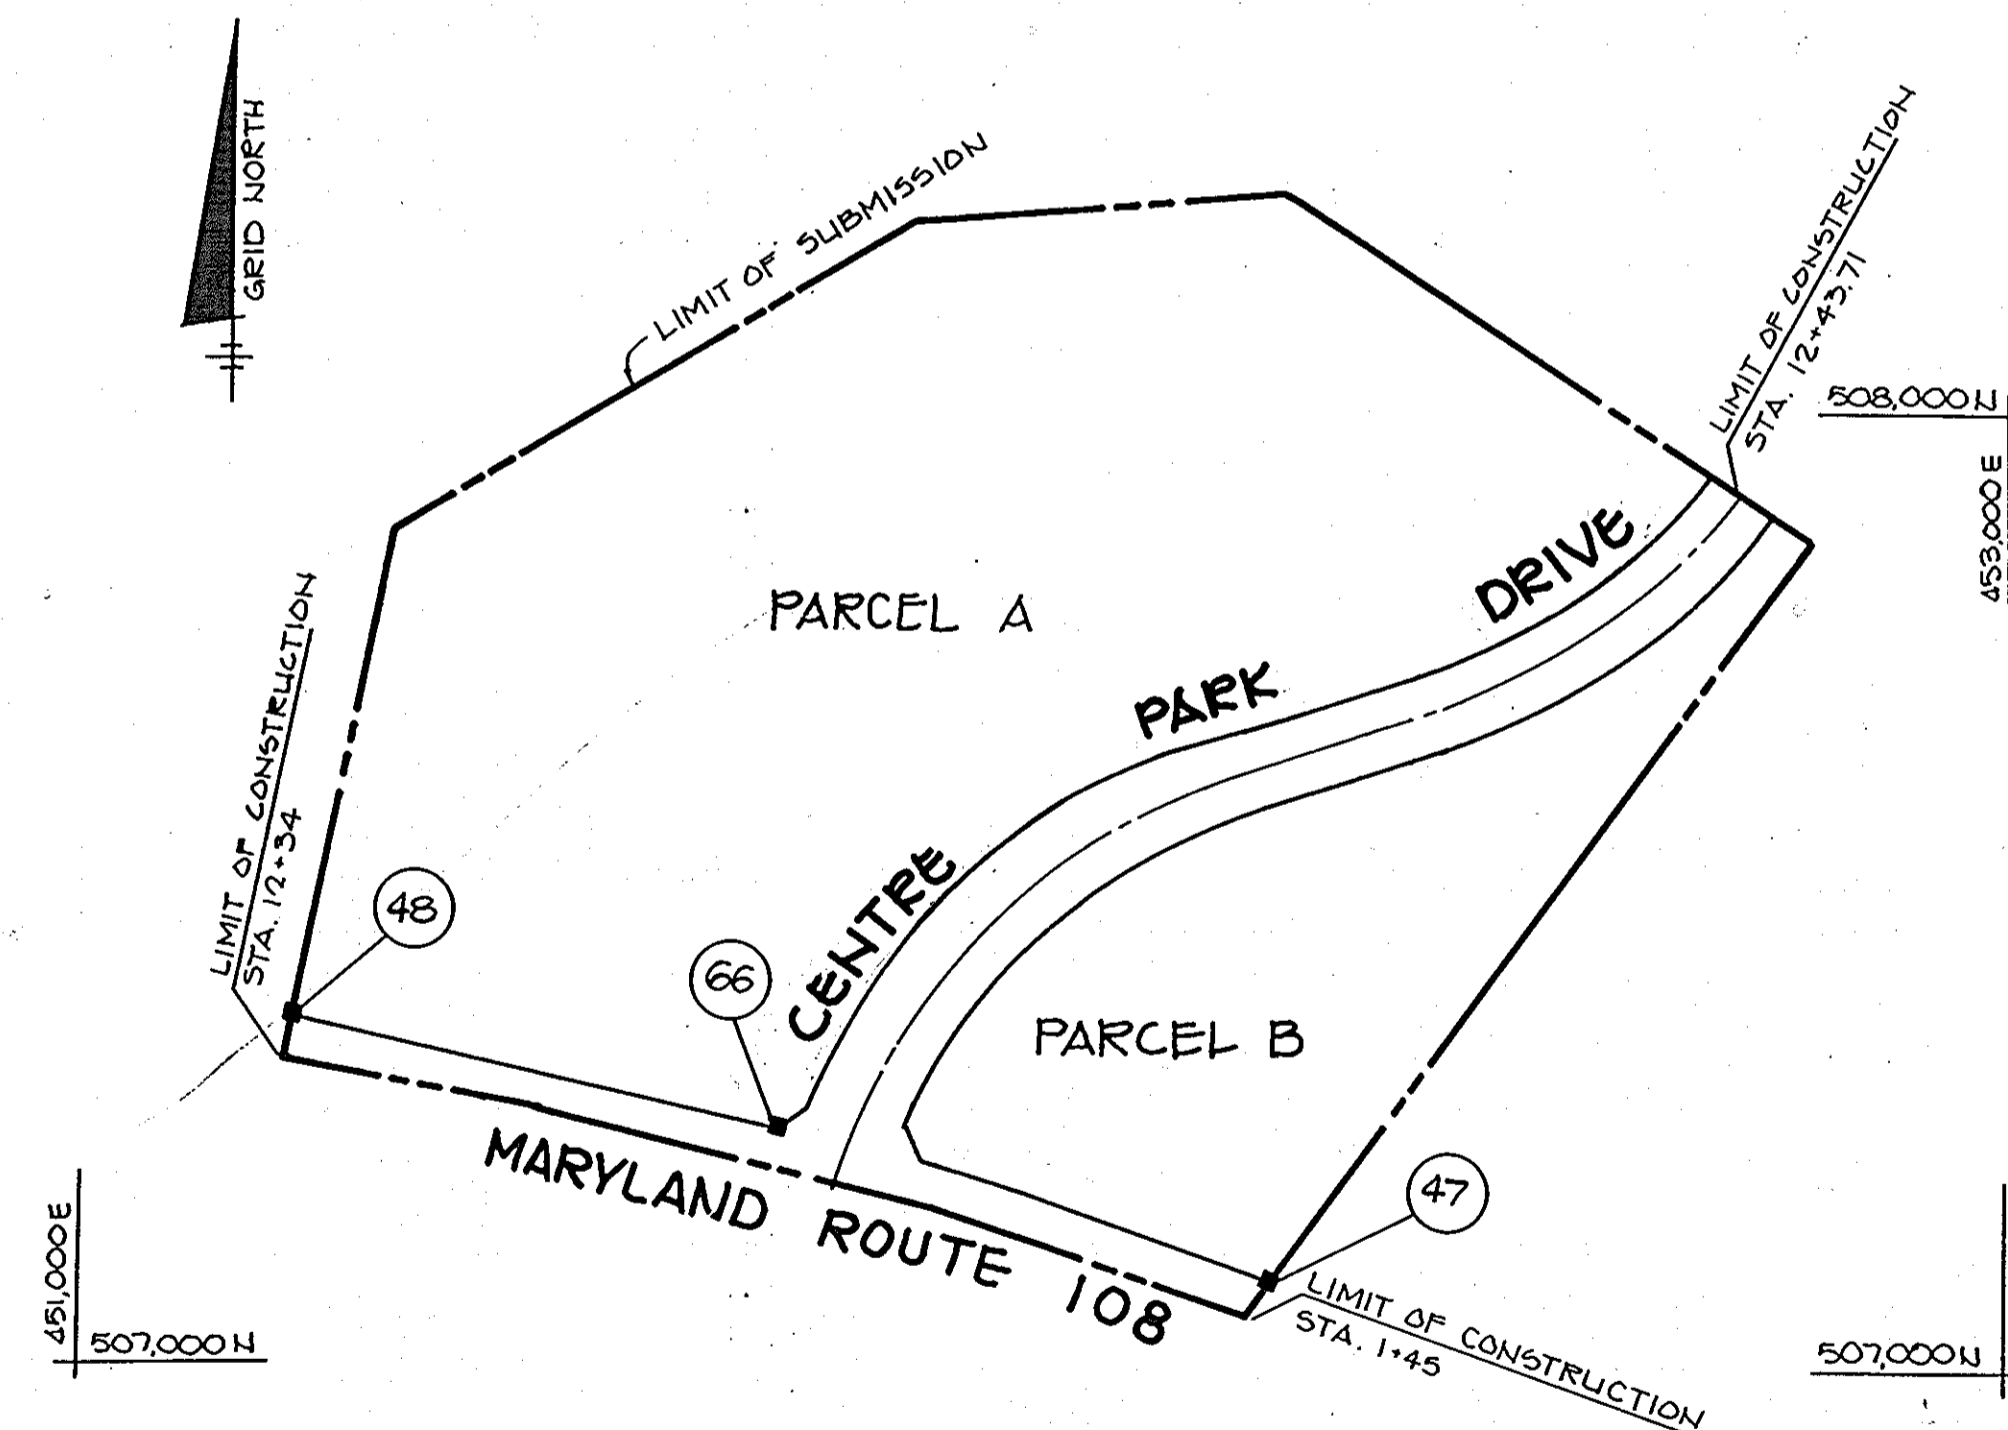 GRID NORTH
LIMIT OF SUBMISSION
LIMIT OF CONSTRUCTION
STA. 12+43.71
508,000 N
453,000 E
PARCEL A
CENTRE PARK DRIVE
LIMIT OF CONSTRUCTION
STA. 12+34
48
66
PARCEL B
47
MARYLAND ROUTE 108
LIMIT OF CONSTRUCTION
STA. 1+45
451,000 E
507,000 N
507,000 N